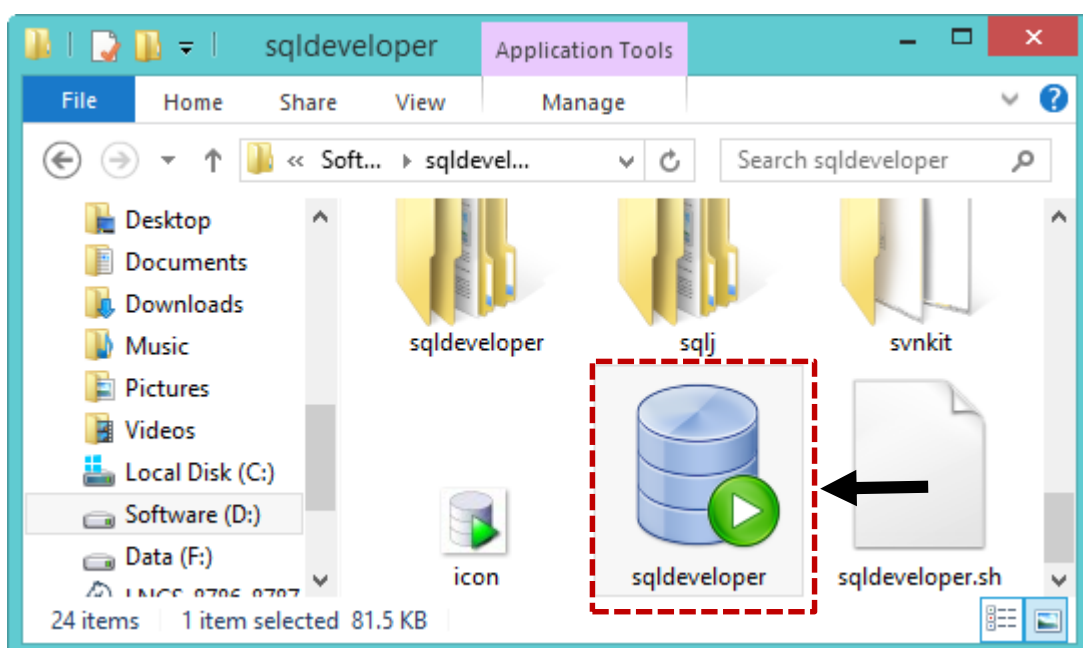 sqldeveloper
Application Tools
File Home Share View Manage
« Soft... sqldevel... Search sqldeveloper
Desktop
Documents
Downloads
Music
Pictures
Videos
Local Disk (C:)
Software (D:)
Data (F:)
sqldeveloper sqlj svnkit
icon sqldeveloper sqldeveloper.sh
24 items 1 item selected 81.5 KB